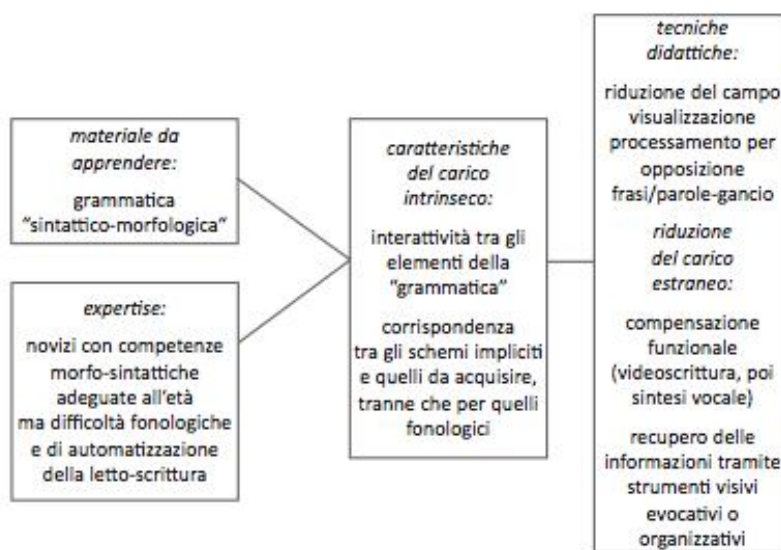 materiale da
apprendere:
grammatica
"sintattico-morfologica"
expertise:
novizi con competenze
morfo-sintattiche
adeguate all'età
ma difficoltà fonologiche
e di automatizzazione
della letto-scrittura
caratteristiche
del carico
intrinseco:
interattività tra gli
elementi della
"grammatica"
corrispondenza
tra gli schemi impliciti
e quelli da acquisire,
tranne che per quelli
fonologici
tecniche
didattiche:
riduzione del campo
visualizzazione
processamento per
opposizione
frasi/parole-gancio
riduzione
del carico
estraneo:
compensazione
funzionale
(videoscrittura, poi
sintesi vocale)
recupero delle
informazioni tramite
strumenti visivi
evocativi o
organizzativi